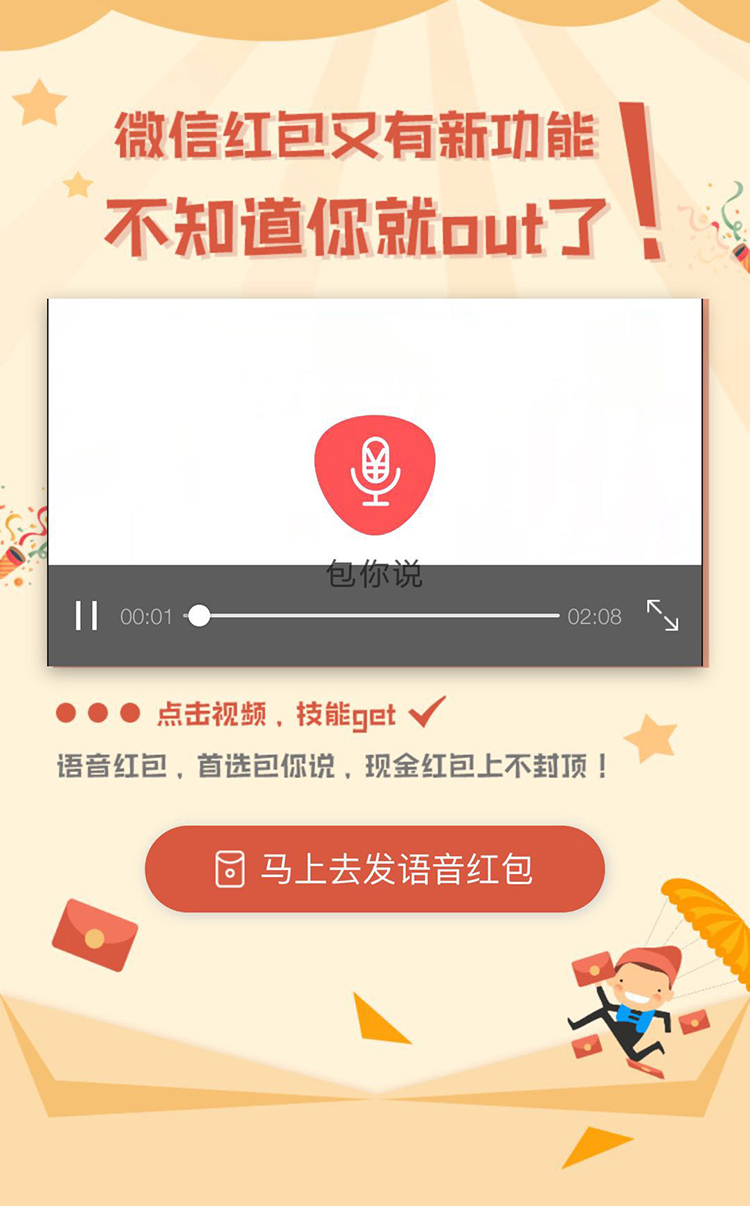 微信红包又有新功能
不知道你就out了!
包你说
00:01 02:08
点击视频，技能get
语音红包，首选包你说，现金红包上不封顶！
马上去发语音红包